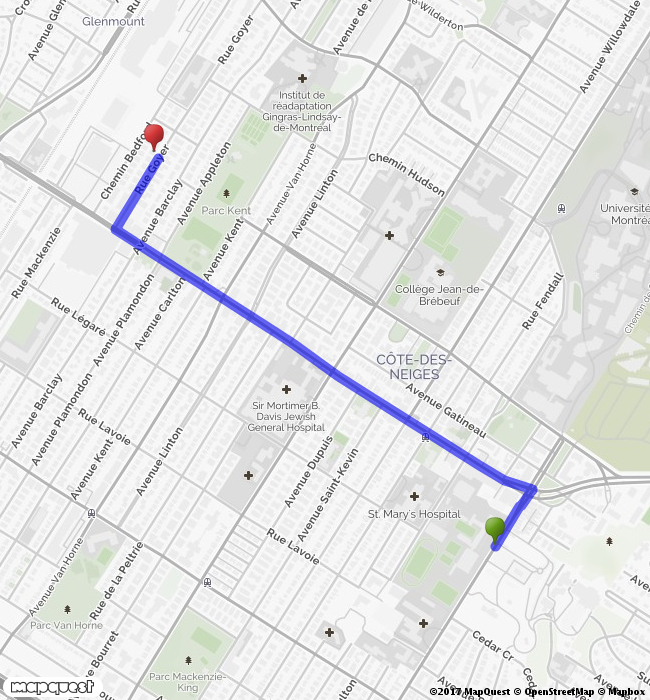 Glenmount
Rue Goyer
Avenue de
Wilderton
Avenue Willowdale
Institut de
réadaptation
Gingras-Lindsay-
de-Montréal
Chemin Bedford
Rue Goyer
Avenue Barclay
Avenue Appleton
Parc Kent
Avenue Kent
Avenue-Van-Horne
Avenue Linton
Chemin Hudson
Université de
Montréal
Collège Jean-de-
Brébeuf
Rue Fendall
Chemin de
Rue Mackenzie
Rue Légaré
Avenue Plamondon
Avenue Carlton
CÔTE-DES-
NEIGES
Avenue Gatineau
Sir Mortimer B.
Davis Jewish
General Hospital
Avenue Barclay
Avenue Plamondon
Rue Lavoie
Avenue Kent
Avenue Linton
Avenue Dupuis
Avenue Saint-Kevin
St. Mary's Hospital
Rue Lavoie
Avenue-Van-Horne
Rue de la Peltrie
Parc Van Horne
Bourret
Parc Mackenzie-
King
Linton
Cedar Cr
mapquest
©2017 MapQuest © OpenStreetMap © Mapbox